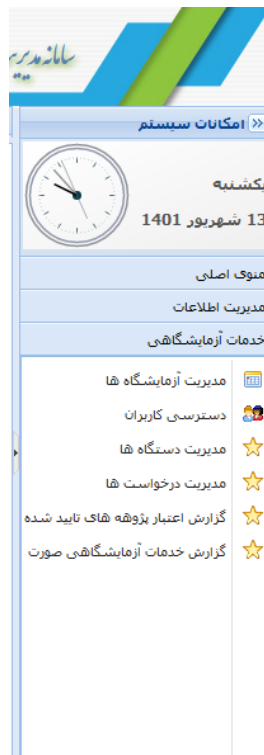 سامانه مدیر
امکانات سیستم
یکشنبه
13 شهریور 1401
منوی اصلی
مدیریت اطلاعات
خدمات آزمایشگاهی
مدیریت آزمایشگاه ها
دسترسی کاربران
مدیریت دستگاه ها
مدیریت درخواست ها
گزارش اعتبار پژوهه های تایید شده
گزارش خدمات آزمایشگاهی صورت